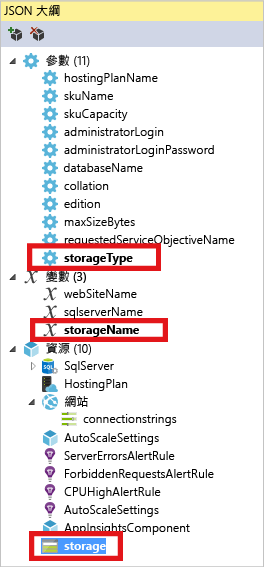 JSON 大綱
參數 (11)
hostingPlanName
skuName
skuCapacity
administratorLogin
administratorLoginPassword
databaseName
collation
edition
maxSizeBytes
requestedServiceObjectiveName
storageType
變數 (3)
webSiteName
sqlserverName
storageName
資源 (10)
SqlServer
HostingPlan
網站
connectionstrings
AutoScaleSettings
ServerErrorsAlertRule
ForbiddenRequestsAlertRule
CPUHighAlertRule
AutoScaleSettings
AppInsightsComponent
storage